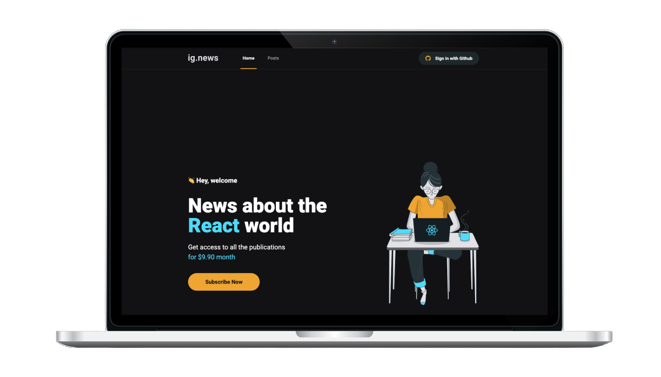 ig.news
Home
Posts
Sign in with Github
👏 Hey, welcome
News about the
React world
Get access to all the publications
for $9.90 month
Subscribe Now